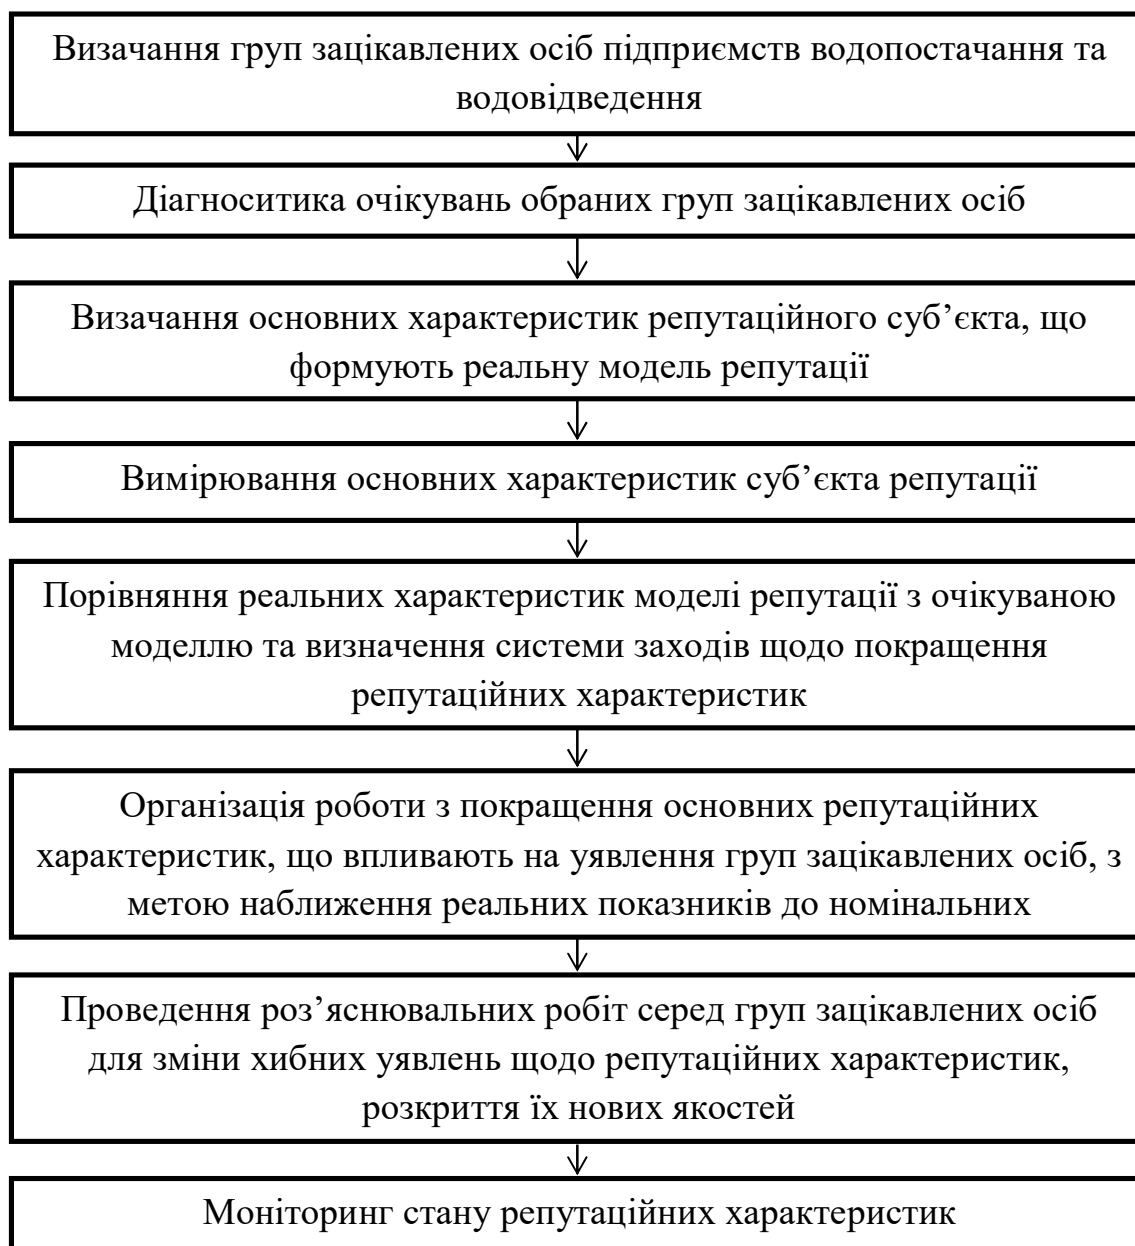 Визачання груп зацікавлених осіб підприємств водопостачання та
водовідведення
Діагноситика очікувань обраних груп зацікавлених осіб
Визачання основних характеристик репутаційного суб’єкта, що
формують реальну модель репутації
Вимірювання основних характеристик суб’єкта репутації
Порівняння реальних характеристик моделі репутації з очікуваною
моделлю та визначення системи заходів щодо покращення
репутаційних характеристик
Організація роботи з покращення основних репутаційних
характеристик, що впливають на уявлення груп зацікавлених осіб, з
метою наближення реальних показників до номінальних
Проведення роз’яснювальних робіт серед груп зацікавлених осіб
для зміни хибних уявлень щодо репутаційних характеристик,
розкриття їх нових якостей
Моніторинг стану репутаційних характеристик